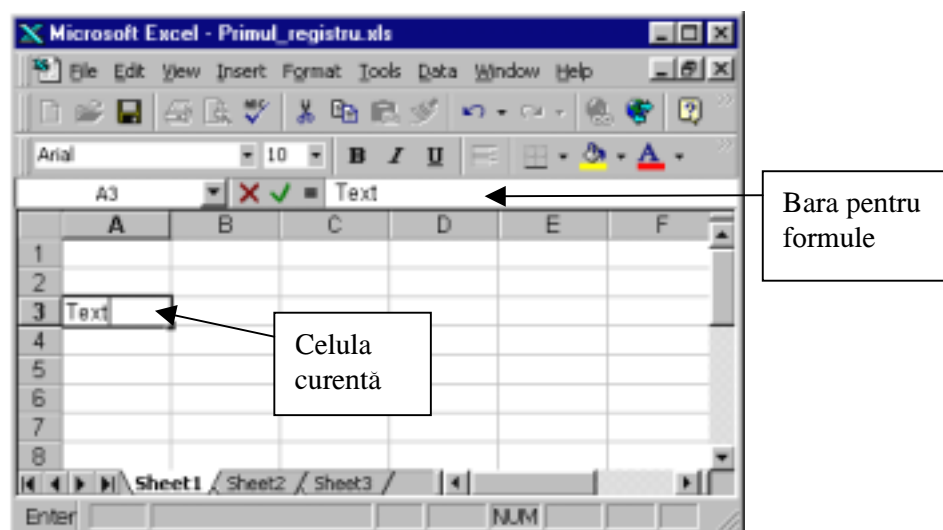 Microsoft Excel - Primul_registru.xls
File Edit View Insert Format Tools Data Window Help
Arial 10 B I U A
A3 = Text
Bara pentru
formule
A B C D E F
1
2
3 Text
4
Celula
curentă
5
6
7
8
Sheet1 Sheet2 Sheet3
Enter NUM